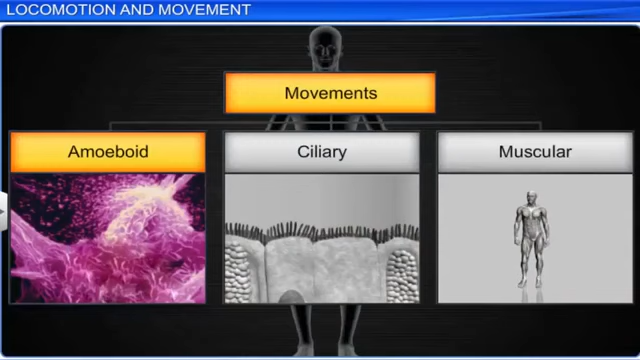 LOCOMOTION AND MOVEMENT
Movements
Amoeboid
Ciliary
Muscular